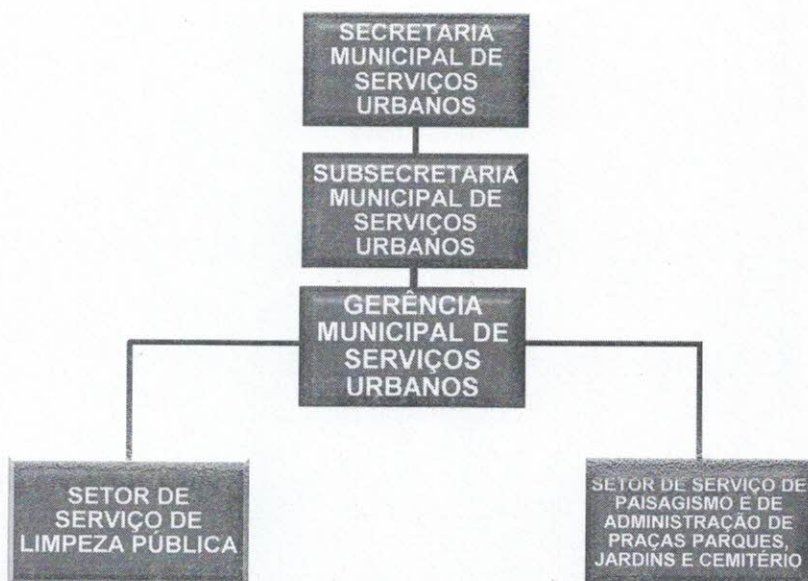 SECRETARIA
MUNICIPAL DE
SERVIÇOS
URBANOS
SUBSECRETARIA
MUNICIPAL DE
SERVIÇOS
URBANOS
GERÊNCIA
MUNICIPAL DE
SERVIÇOS
URBANOS
SETOR DE
SERVIÇO DE
LIMPEZA PÚBLICA
SETOR DE SERVIÇO DE
PAISAGISMO E DE
ADMINISTRAÇÃO DE
PRAÇAS PARQUES,
JARDINS E CEMITÉRIO